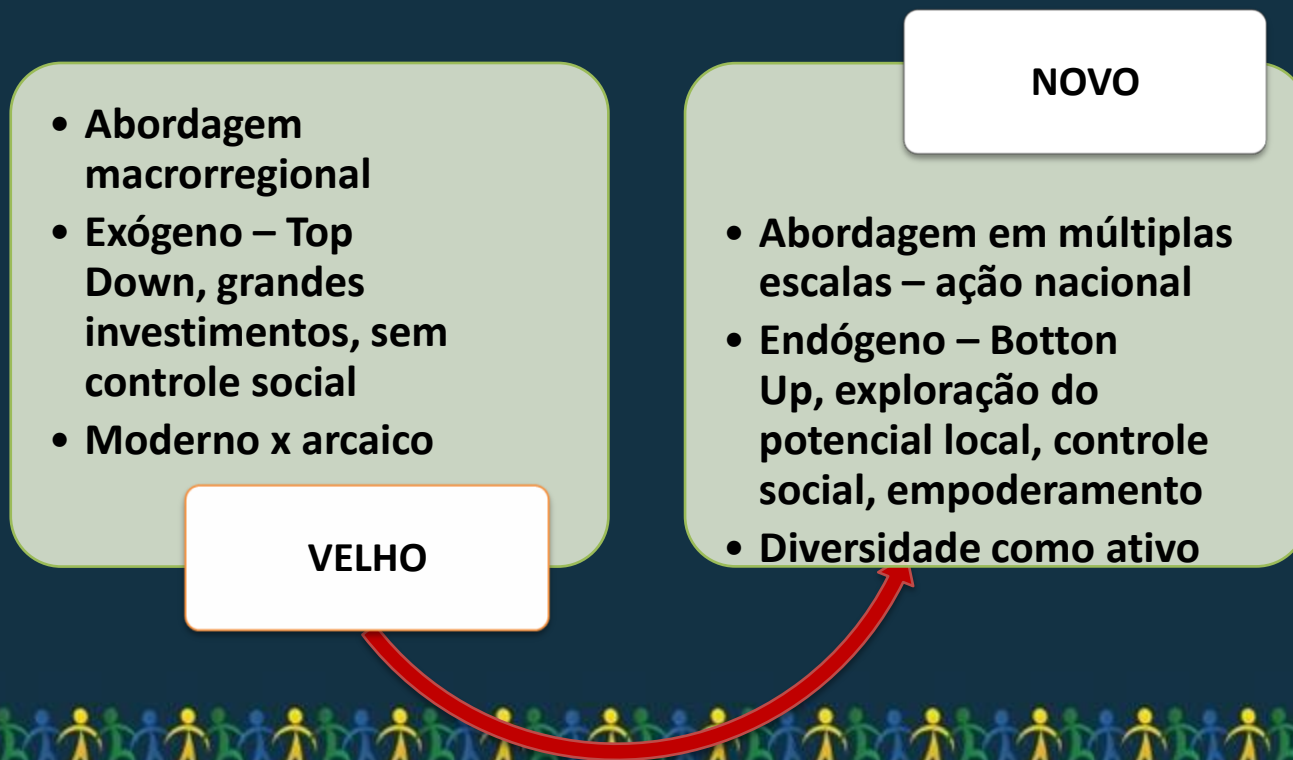 • Abordagem
macrorregional
• Exógeno – Top
Down, grandes
investimentos, sem
controle social
• Moderno x arcaico
VELHO
NOVO
• Abordagem em múltiplas
escalas – ação nacional
• Endógeno – Botton
Up, exploração do
potencial local, controle
social, empoderamento
• Diversidade como ativo